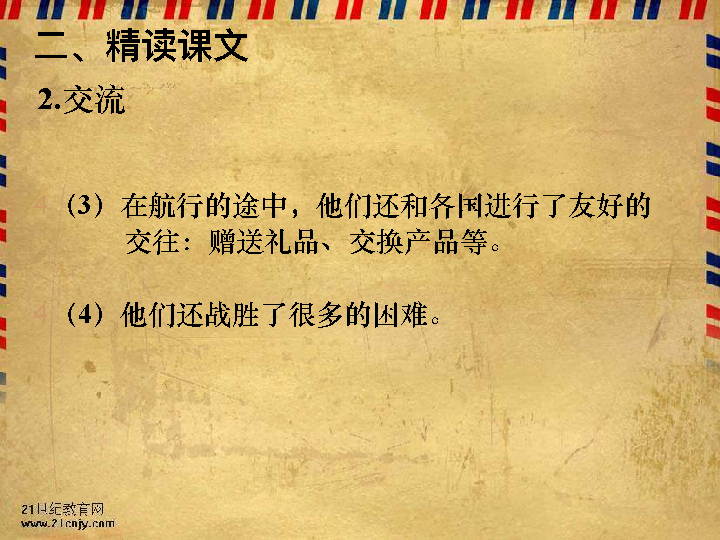 二、精读课文
2.交流
（3）在航行的途中，他们还和各国进行了友好的
交往：赠送礼品、交换产品等。
（4）他们还战胜了很多的困难。
21世纪教育网
www.21cnjy.com